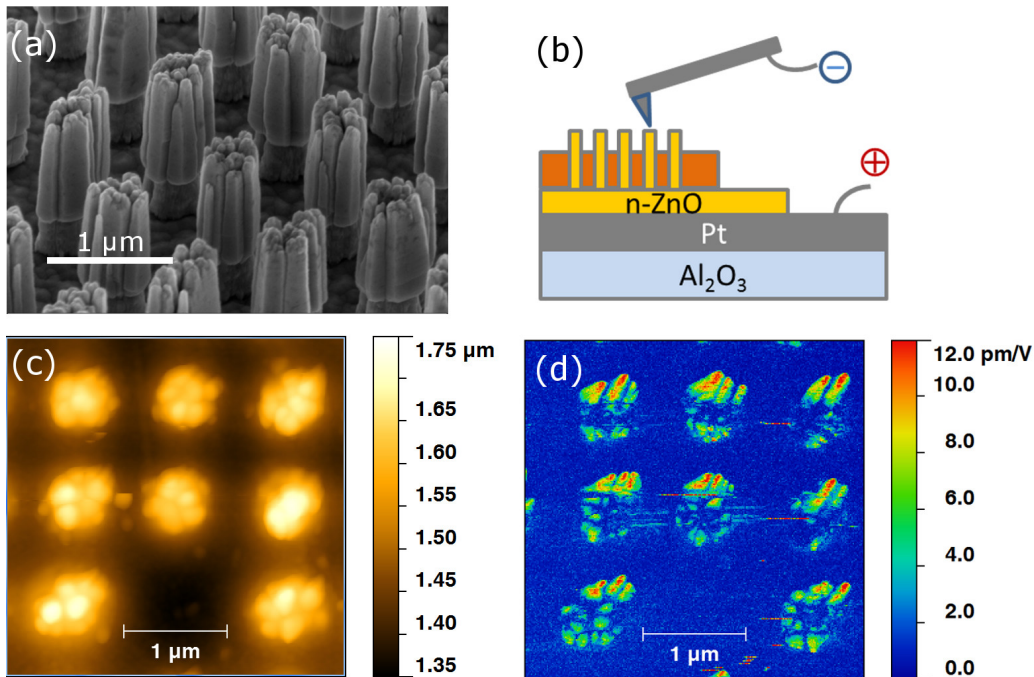 (a)
1 µm
(b)
−
+
n-ZnO
Pt
Al₂O₃
(c)
1.75 µm
1.65
1.60
1.55
1.50
1.45
1.40
1.35
1 µm
(d)
12.0 pm/V
10.0
8.0
6.0
4.0
2.0
0.0
1 µm